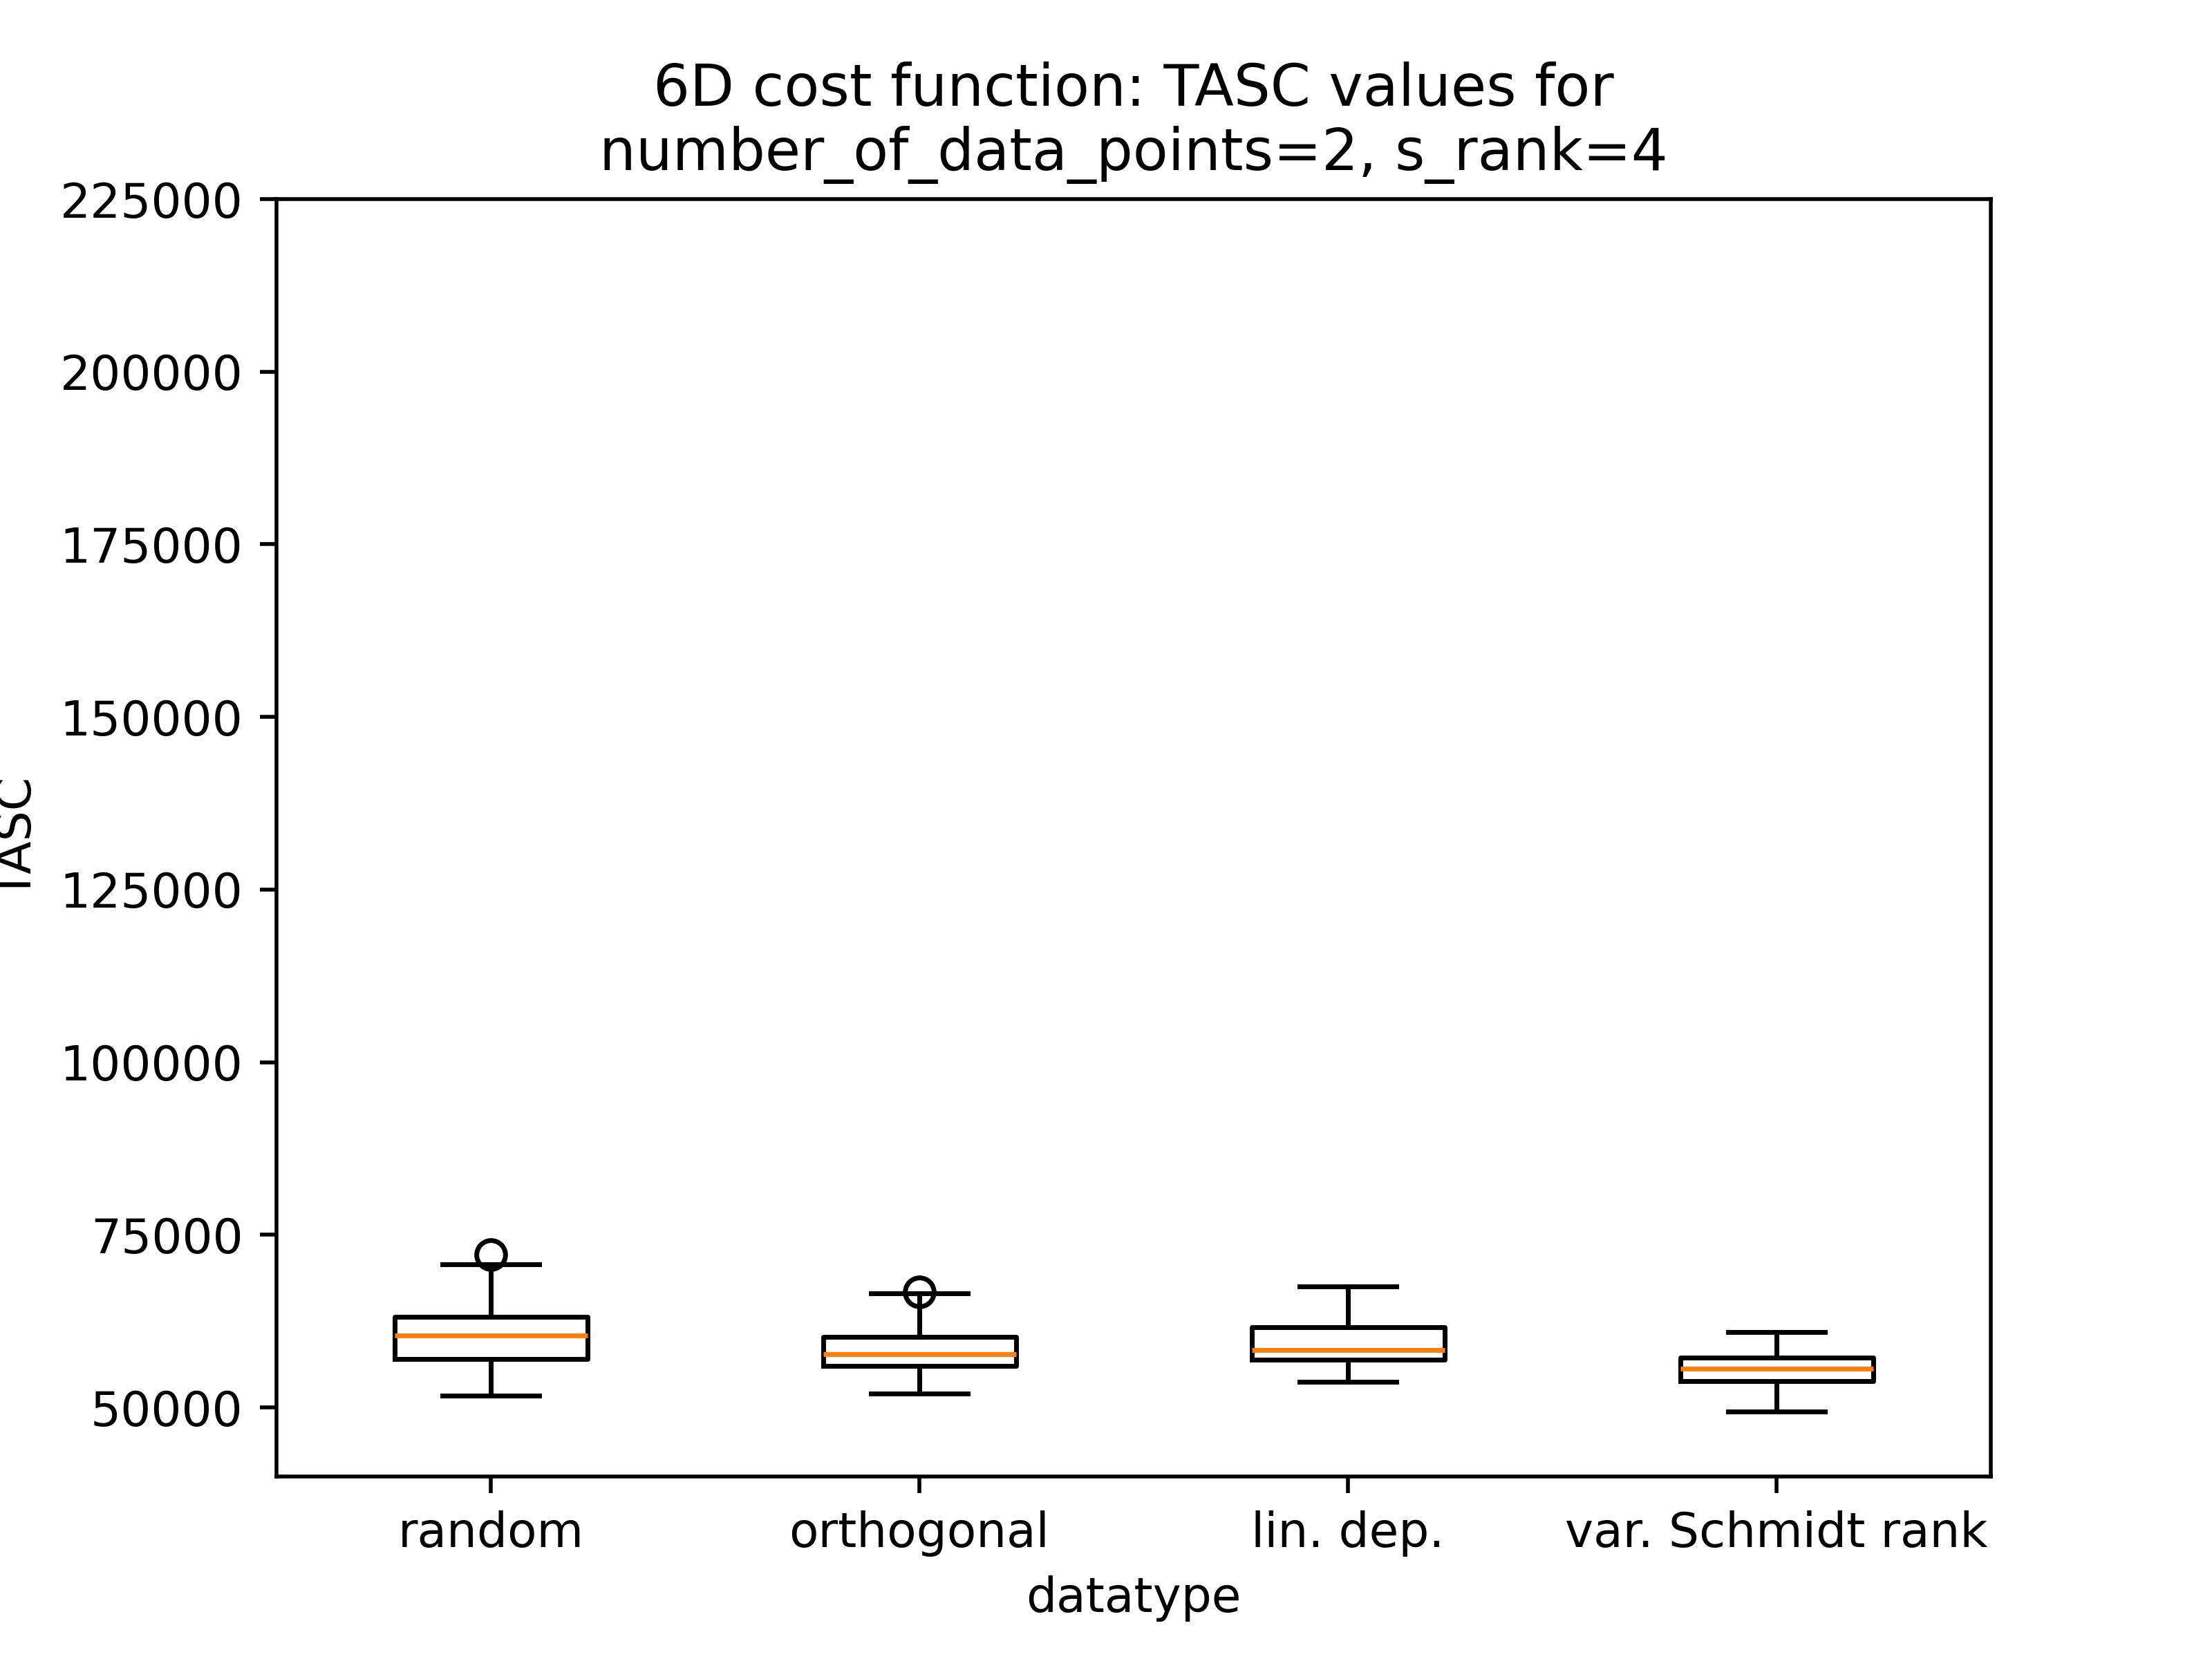 6D cost function: TASC values for
number_of_data_points=2, s_rank=4
225000
200000
175000
150000
TASC
125000
100000
75000
50000
random
orthogonal
lin. dep.
var. Schmidt rank
datatype